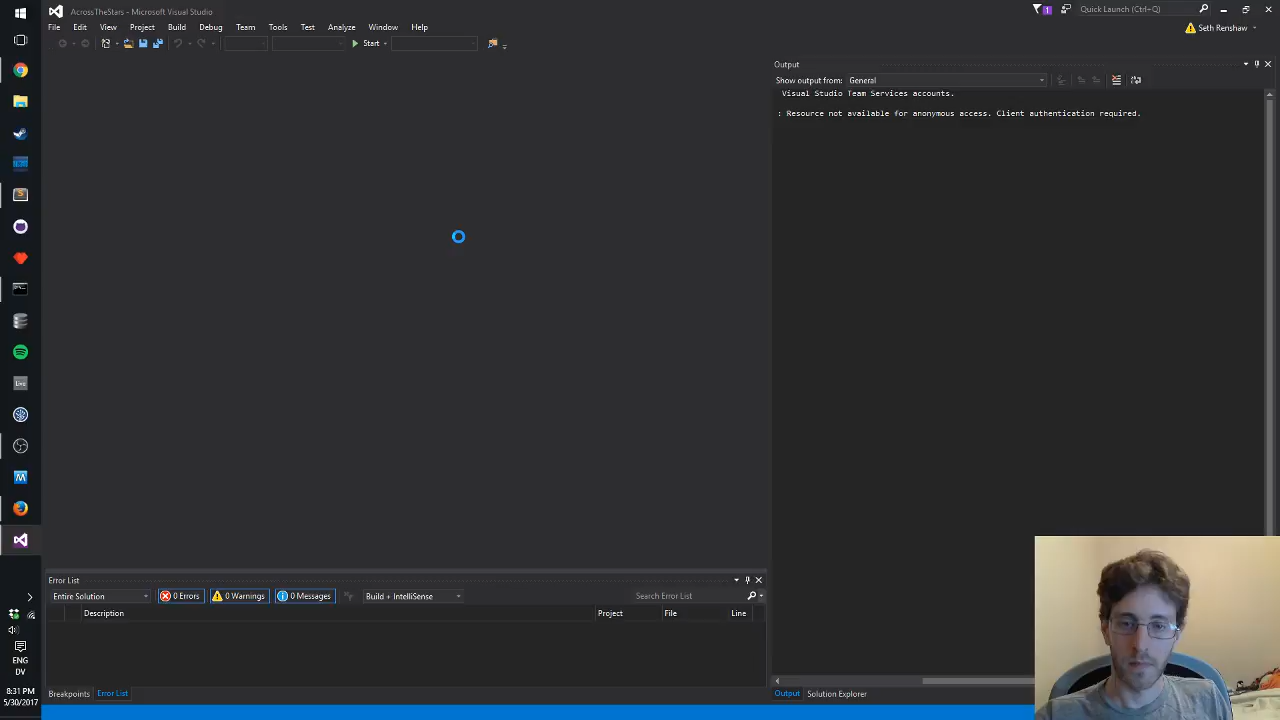 AcrossTheStars - Microsoft Visual Studio
1
Quick Launch (Ctrl+Q)
File Edit View Project Build Debug Team Tools Test Analyze Window Help
Seth Renshaw
Start
Output
Show output from: General
Visual Studio Team Services accounts.
: Resource not available for anonymous access. Client authentication required.
Live
Error List
Entire Solution 0 Errors 0 Warnings 0 Messages Build + IntelliSense Search Error List
Description Project File Line
ENG
DV
8:31 PM
5/30/2017
Breakpoints Error List
Output Solution Explorer